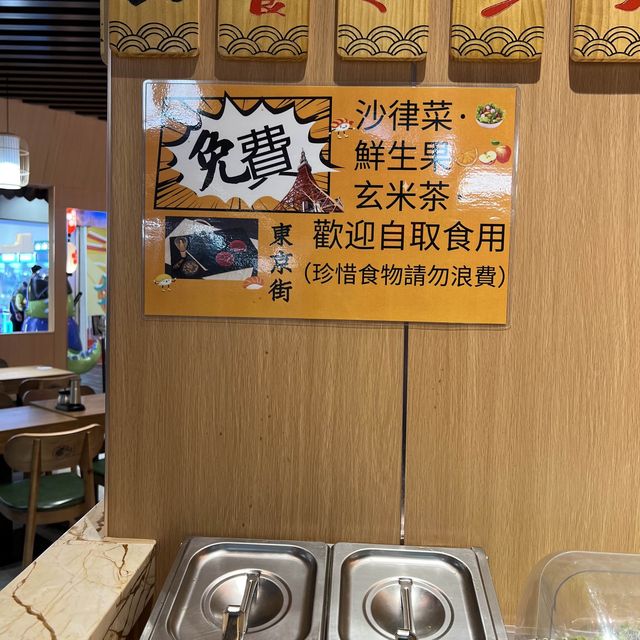 免費
沙律菜·
鮮生果
玄米茶
東京街
歡迎自取食用
(珍惜食物請勿浪費)